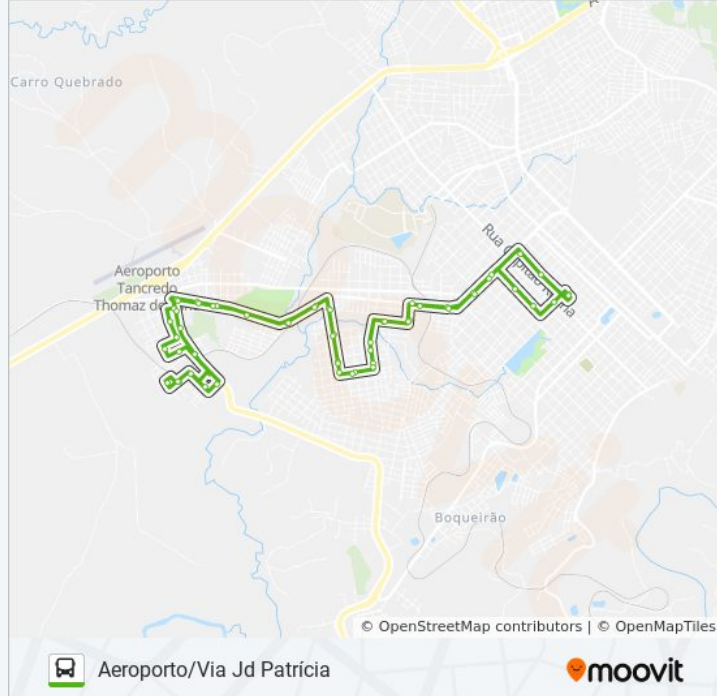 Carro Quebrado
Aeroporto
Tancredo
Thomaz de
Rua
Boqueirão
© OpenStreetMap contributors | © OpenMapTiles
Aeroporto/Via Jd Patrícia
moovit